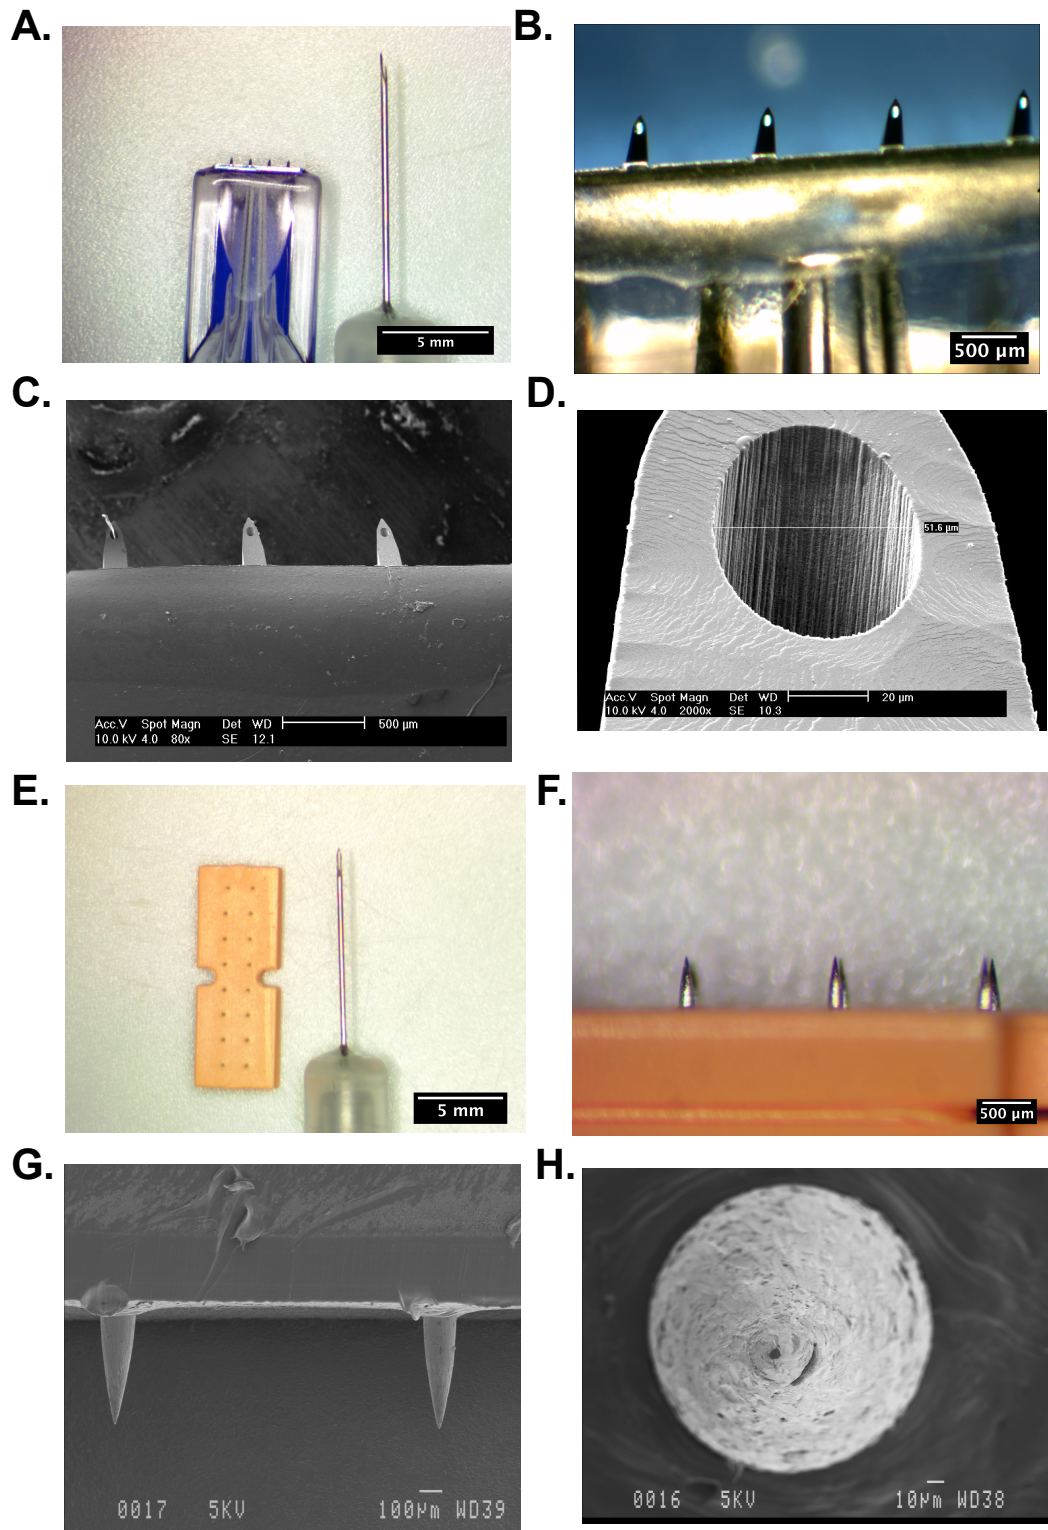 A.
B.
5 mm
500 μm
C.
D.
51.6 μm
Acc.V Spot Magn Det WD 500 μm
10.0 kV 4.0 80x SE 12.1
Acc.V Spot Magn Det WD 20 μm
10.0 kV 4.0 2000x SE 10.3
E.
F.
5 mm
500 μm
G.
H.
0017 5KV 100μm WD39
0016 5KV 10μm WD38